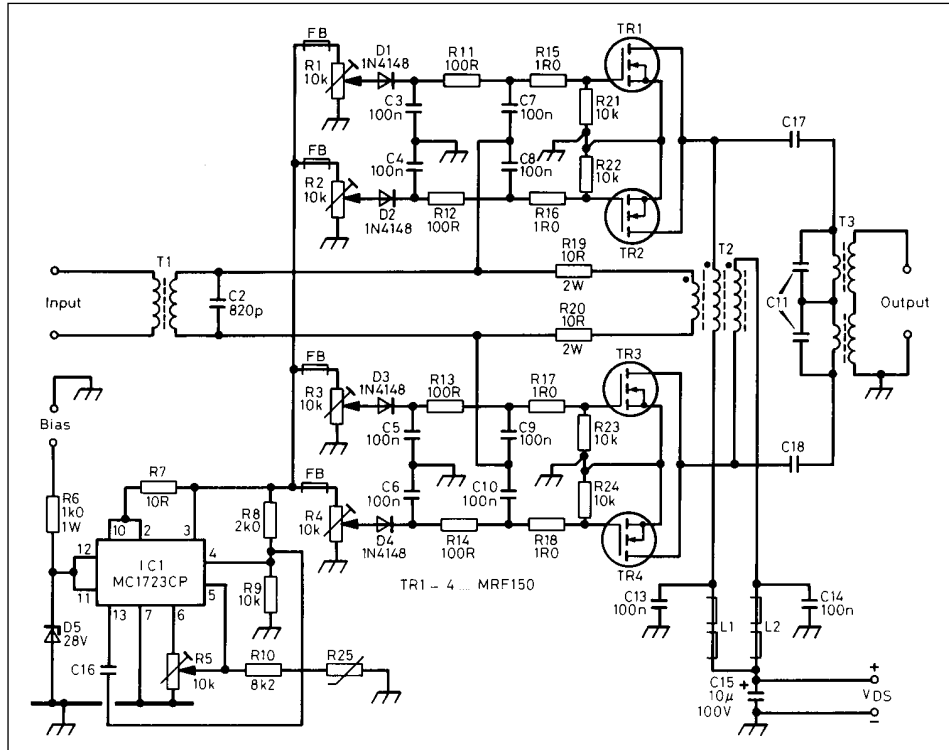 FB
TR1
D1
1N4148
R11
100R
R15
1R0
R1
10k
C3
100n
C7
100n
R21
10k
C17
FB
C4
100n
C8
100n
R22
10k
R2
10k
D2
1N4148
R12
100R
R16
1R0
TR2
T3
T1
R19
10R
2W
T2
Input
C2
820p
C11
Output
R20
10R
2W
FB
TR3
D3
1N4148
R13
100R
R17
1R0
R3
10k
C5
100n
C9
100n
R23
10k
Bias
C18
FB
C6
100n
C10
100n
R24
10k
R7
10R
R6
1k0
1W
R8
2k0
R4
10k
D4
1N4148
R14
100R
R18
1R0
TR4
10
2
3
12
IC1
4
MC1723CP
5
11
13
7
6
R9
10k
TR1 – 4 .... MRF150
C13
100n
C14
100n
L1
L2
D5
28V
C16
R5
10k
R10
8k2
R25
C15
10µ
100V
+
+
VDS
–